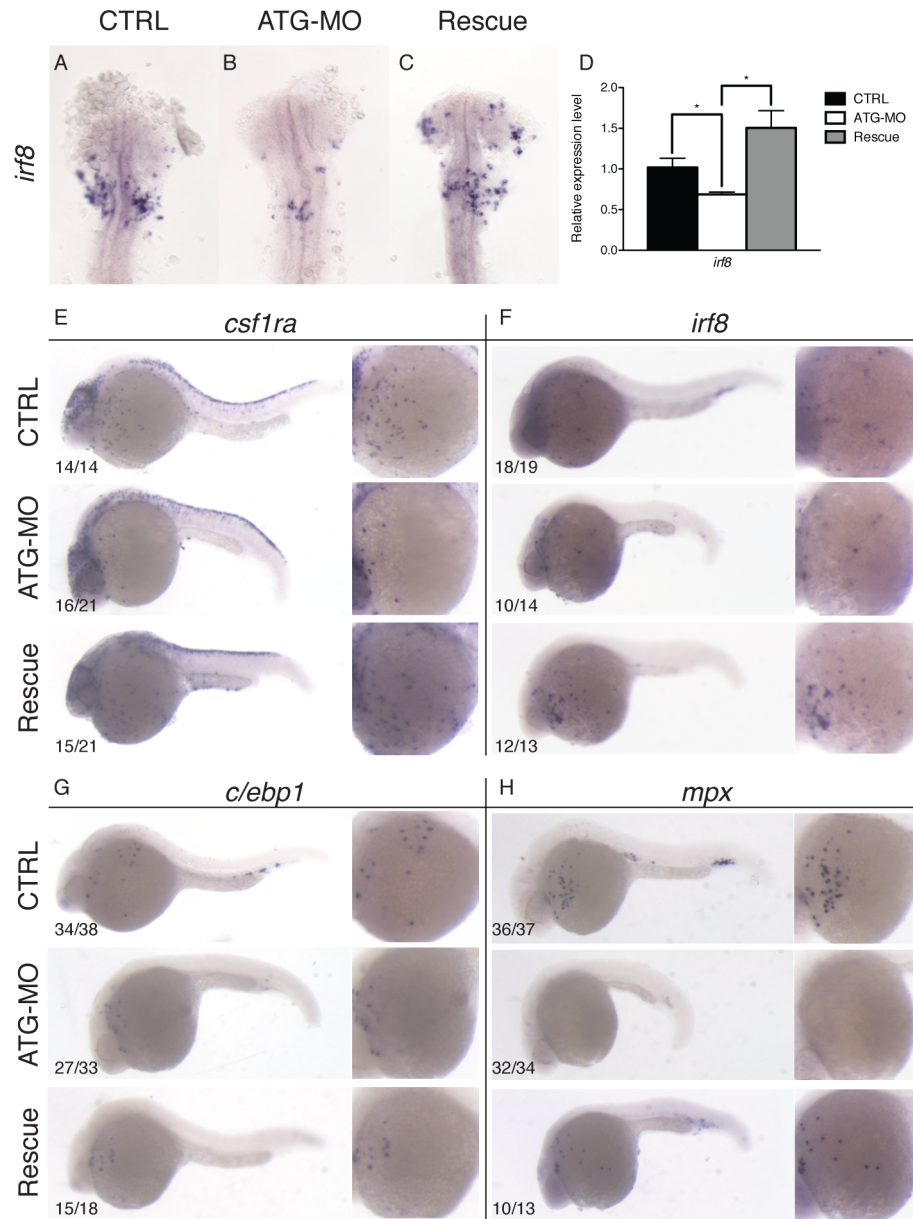 CTRL ATG-MO Rescue
A B C D
irf8
* *
2.0
1.5
1.0
0.5
0.0
Relative expression level
irf8
CTRL
ATG-MO
Rescue
E csf1ra F irf8
CTRL
14/14 18/19
ATG-MO
16/21 10/14
Rescue
15/21 12/13
G c/ebp1 H mpx
CTRL
34/38 36/37
ATG-MO
27/33 32/34
Rescue
15/18 10/13